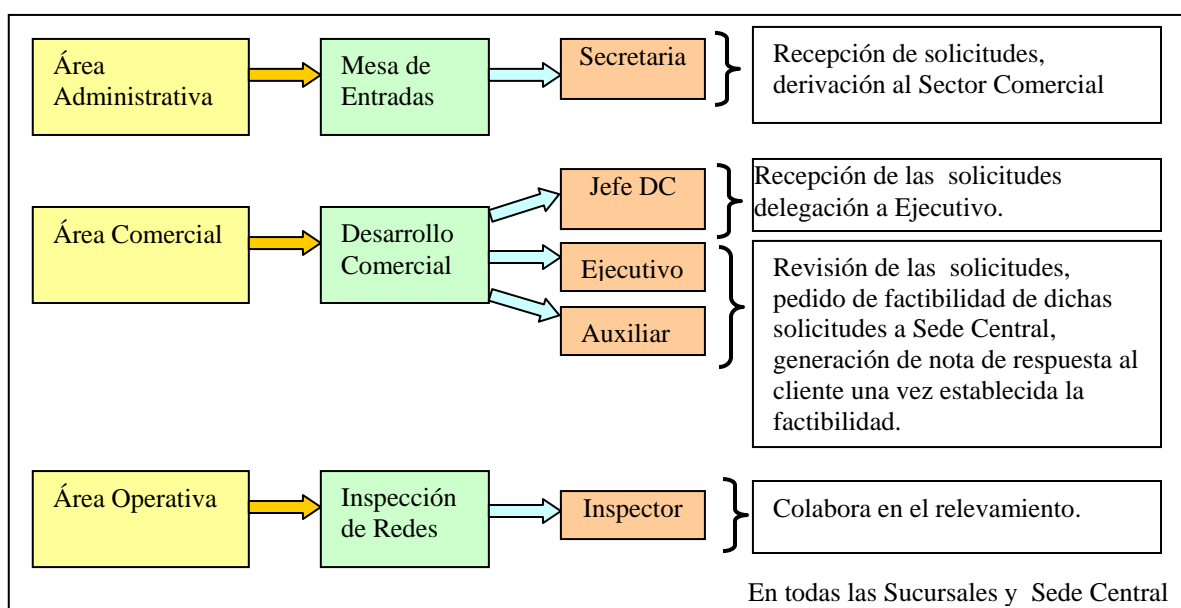 Área
Administrativa
Mesa de
Entradas
Secretaria
Recepción de solicitudes,
derivación al Sector Comercial
Área Comercial
Desarrollo
Comercial
Jefe DC
Recepción de las solicitudes
delegación a Ejecutivo.
Ejecutivo
Auxiliar
Revisión de las solicitudes,
pedido de factibilidad de dichas
solicitudes a Sede Central,
generación de nota de respuesta al
cliente una vez establecida la
factibilidad.
Área Operativa
Inspección
de Redes
Inspector
Colabora en el relevamiento.
En todas las Sucursales y Sede Central